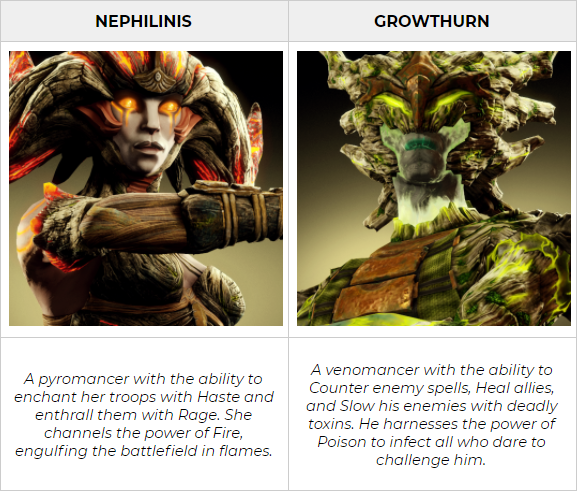 NEPHILINIS
GROWTHURN
A pyromancer with the ability to
enchant her troops with Haste and
enthrall them with Rage. She
channels the power of Fire,
engulfing the battlefield in flames.
A venomancer with the ability to
Counter enemy spells, Heal allies,
and Slow his enemies with deadly
toxins. He harnesses the power of
Poison to infect all who dare to
challenge him.